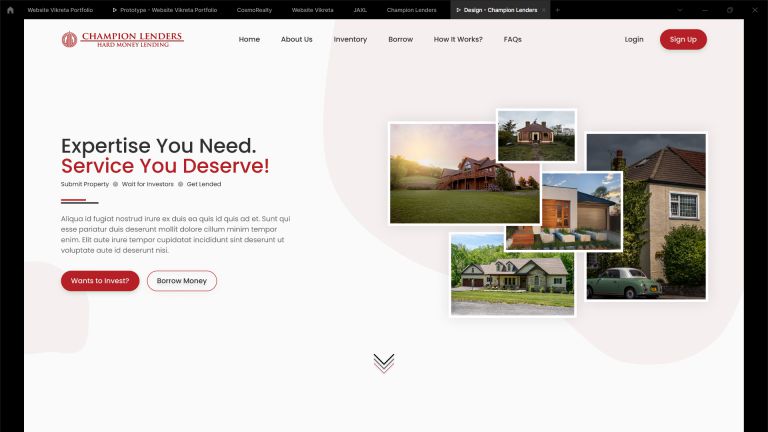 Website Vikreta Portfolio
Prototype - Website Vikreta Portfolio
CosmoRealty
Website Vikreta
JAXL
Champion Lenders
Design - Champion Lenders
CHAMPION LENDERS
HARD MONEY LENDING
Home
About Us
Inventory
Borrow
How It Works?
FAQs
Login
Sign Up
Expertise You Need.
Service You Deserve!
Submit Property
Wait for Investors
Get Lended
Aliqua id fugiat nostrud irure ex duis ea quis id quis ad et. Sunt qui
esse pariatur duis deserunt mollit dolore cillum minim tempor
enim. Elit aute irure tempor cupidatat incididunt sint deserunt ut
voluptate aute id deserunt nisi.
Wants to Invest?
Borrow Money